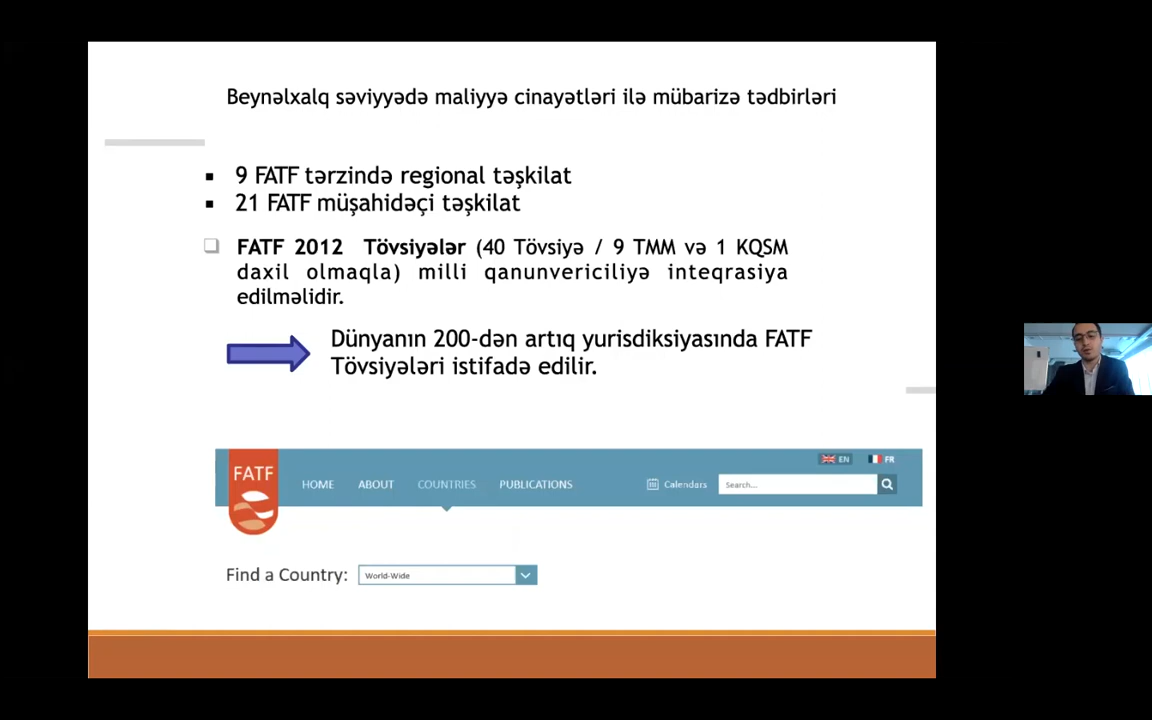 Beynəlxalq səviyyədə maliyyə cinayətləri ilə mübarizə tədbirləri
9 FATF tərzində regional təşkilat
21 FATF müşahidəçi təşkilat
FATF 2012 Tövsiyələr (40 Tövsiyə / 9 TMM və 1 KQSM
daxil olmaqla) milli qanunvericiliyə inteqrasiya
edilməlidir.
Dünyanın 200-dən artıq yurisdiksiyasında FATF
Tövsiyələri istifadə edilir.
EN FR
FATF
HOME ABOUT COUNTRIES PUBLICATIONS Calendars Search...
Find a Country: World-Wide